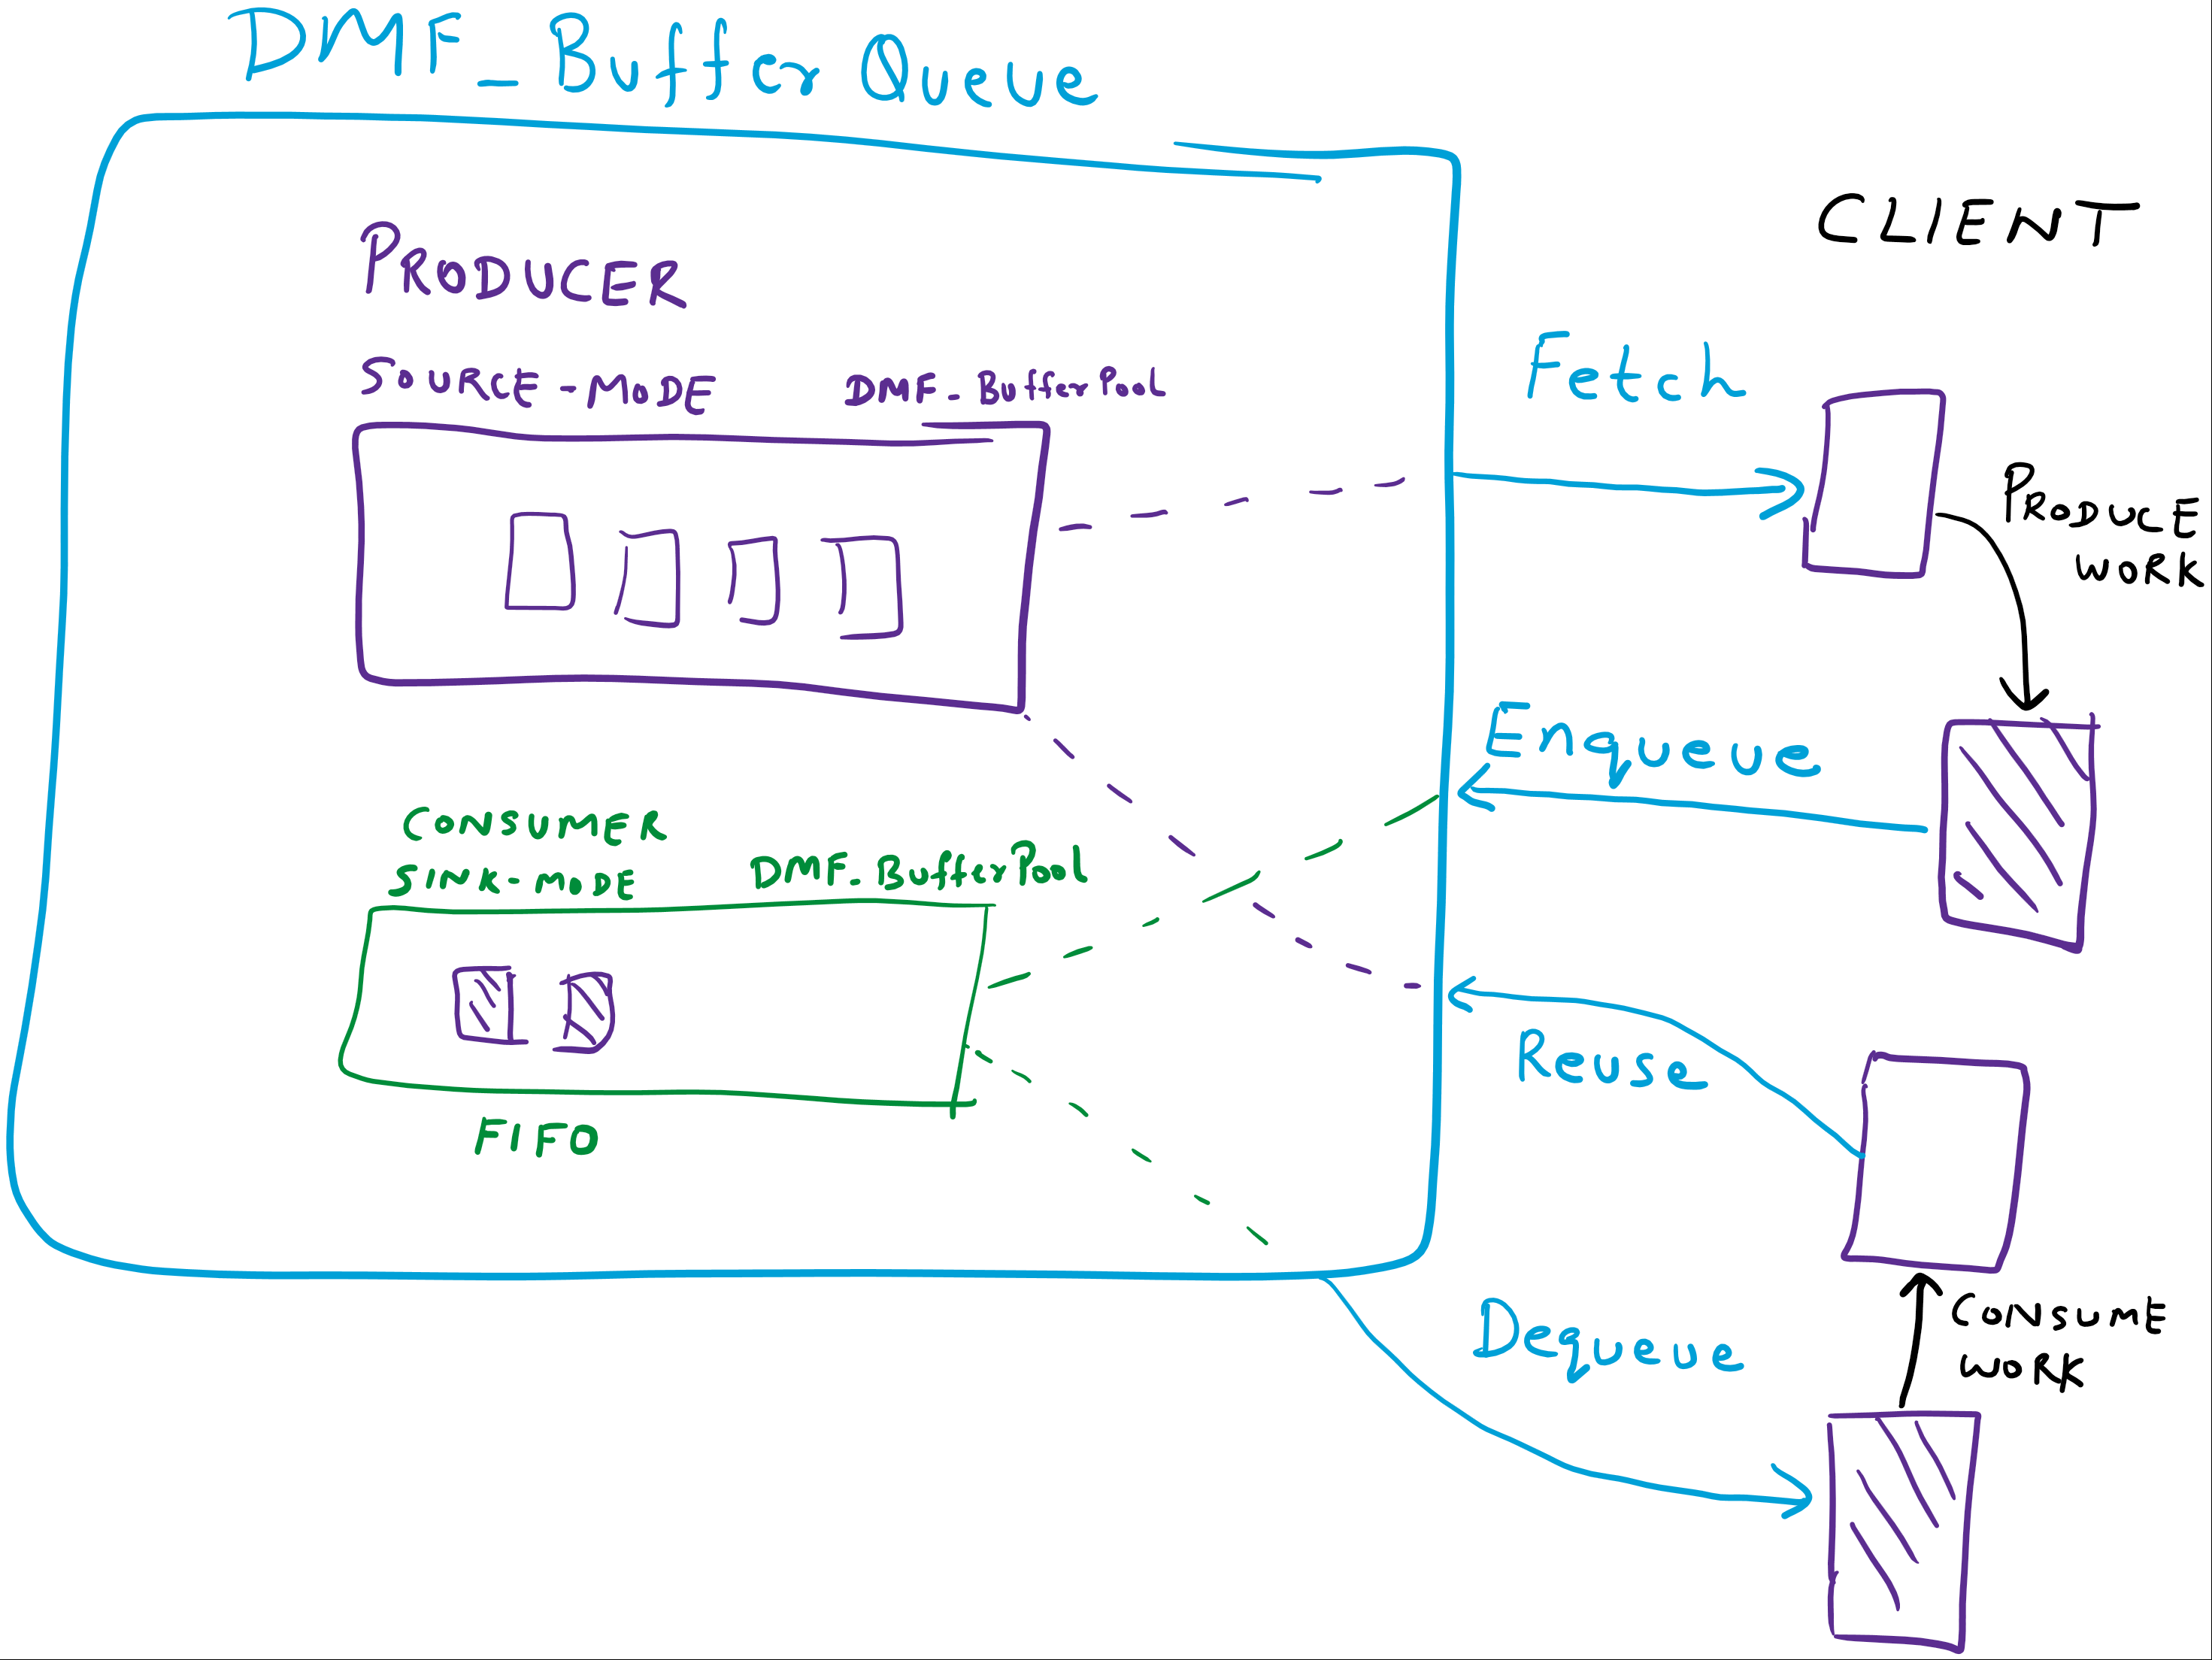 DMF_BufferQueue
CLIENT
PRODUCER
SOURCE-MODE DMF_BufferPool
Fetch
PRODUCE
WORK
Enqueue
CONSUMER
SINK-MODE DMF_BufferPool
Reuse
FIFO
Dequeue
CONSUME
WORK